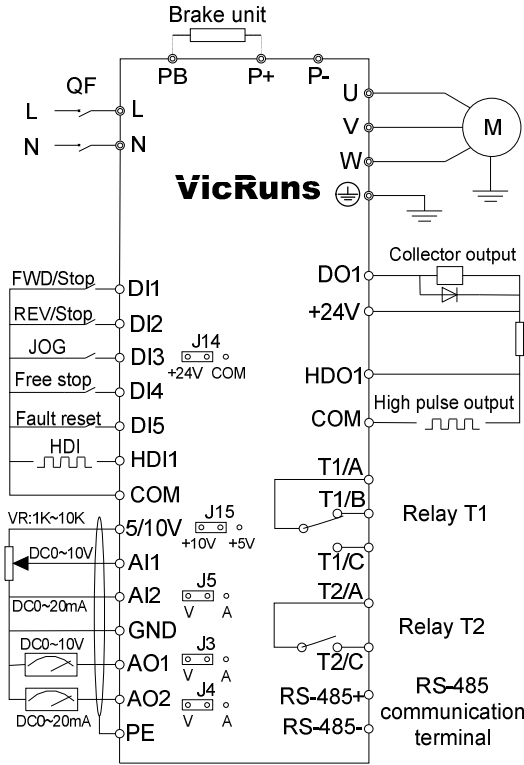 Brake unit
PB P+ P-
QF
L L
N N
U
V
W
M
VicRuns
FWD/Stop DI1
REV/Stop DI2
JOG DI3
J14
+24V COM
Free stop DI4
Fault reset DI5
HDI HDI1
COM
VR:1K~10K 5/10V
J15
+10V +5V
DC0~10V AI1
DC0~20mA AI2
J5
V A
GND
DC0~10V AO1
J3
V A
DC0~20mA AO2
J4
V A
PE
DO1 Collector output
+24V
HDO1
COM High pulse output
T1/A
T1/B
T1/C
Relay T1
T2/A
T2/C
Relay T2
RS-485+
RS-485-
RS-485
communication
terminal